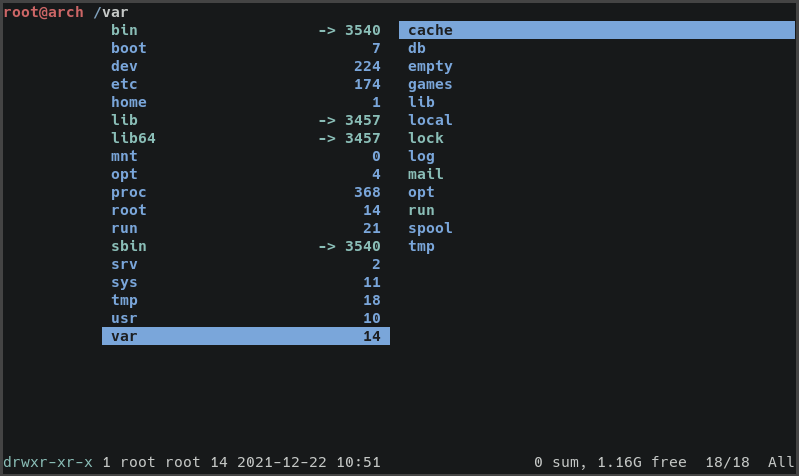 root@arch /var
bin -> 3540 cache
boot 7 db
dev 224 empty
etc 174 games
home 1 lib
lib -> 3457 local
lib64 -> 3457 lock
mnt 0 log
opt 4 mail
proc 368 opt
root 14 run
run 21 spool
sbin -> 3540 tmp
srv 2
sys 11
tmp 18
usr 10
var 14
drwxr-xr-x 1 root root 14 2021-12-22 10:51 0 sum, 1.16G free 18/18 All